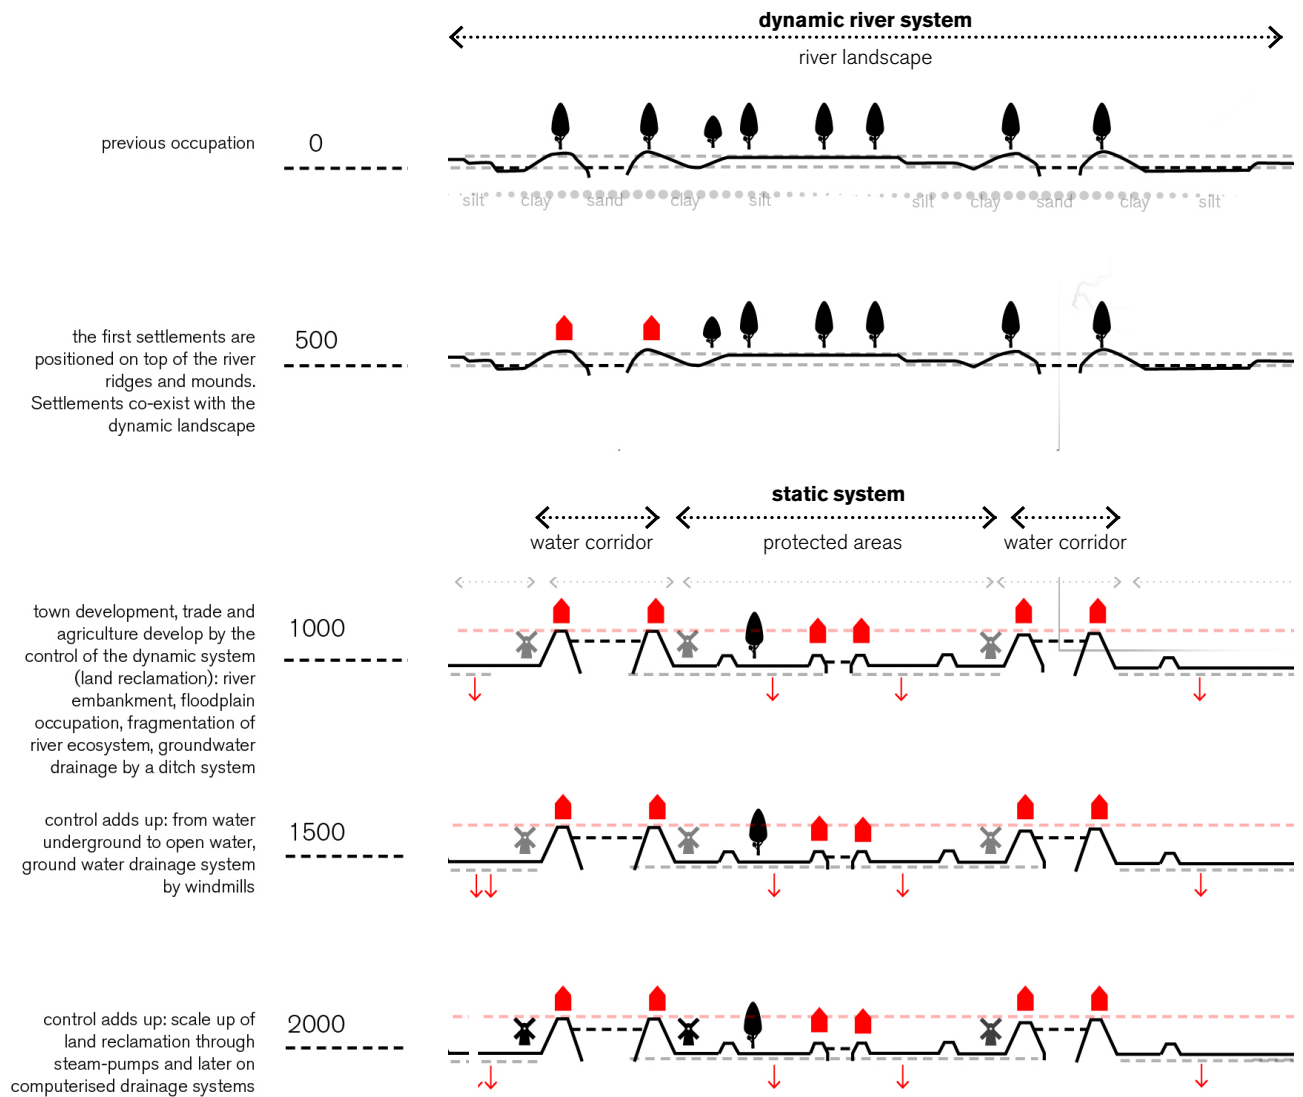 dynamic river system
river landscape
previous occupation
0
silt clay sand clay silt silt clay sand clay silt
the first settlements are
positioned on top of the river
ridges and mounds.
Settlements co-exist with the
dynamic landscape
500
static system
water corridor protected areas water corridor
town development, trade and
agriculture develop by the
control of the dynamic system
(land reclamation): river
embankment, floodplain
occupation, fragmentation of
river ecosystem, groundwater
drainage by a ditch system
1000
control adds up: from water
underground to open water,
ground water drainage system
by windmills
1500
control adds up: scale up of
land reclamation through
steam-pumps and later on
computerised drainage systems
2000